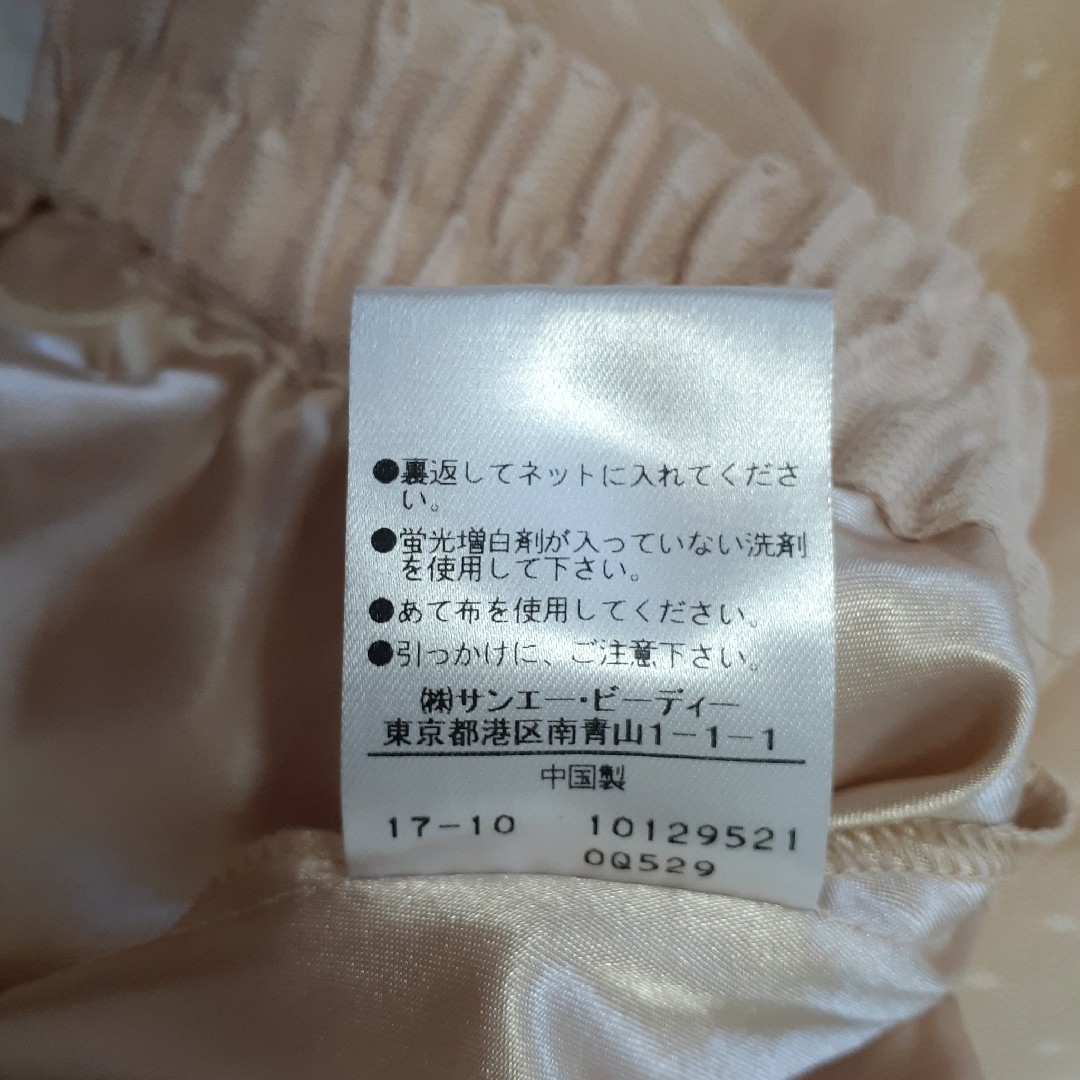 ●裏返してネットに入れてくださ
い。
●蛍光増白剤が入っていない洗剤
を使用して下さい。
●あて布を使用してください。
●引っかけに、ご注意下さい。
㈱サンエー・ビーディー
東京都港区南青山1-1-1
中国製
17-10 10129521
0Q529